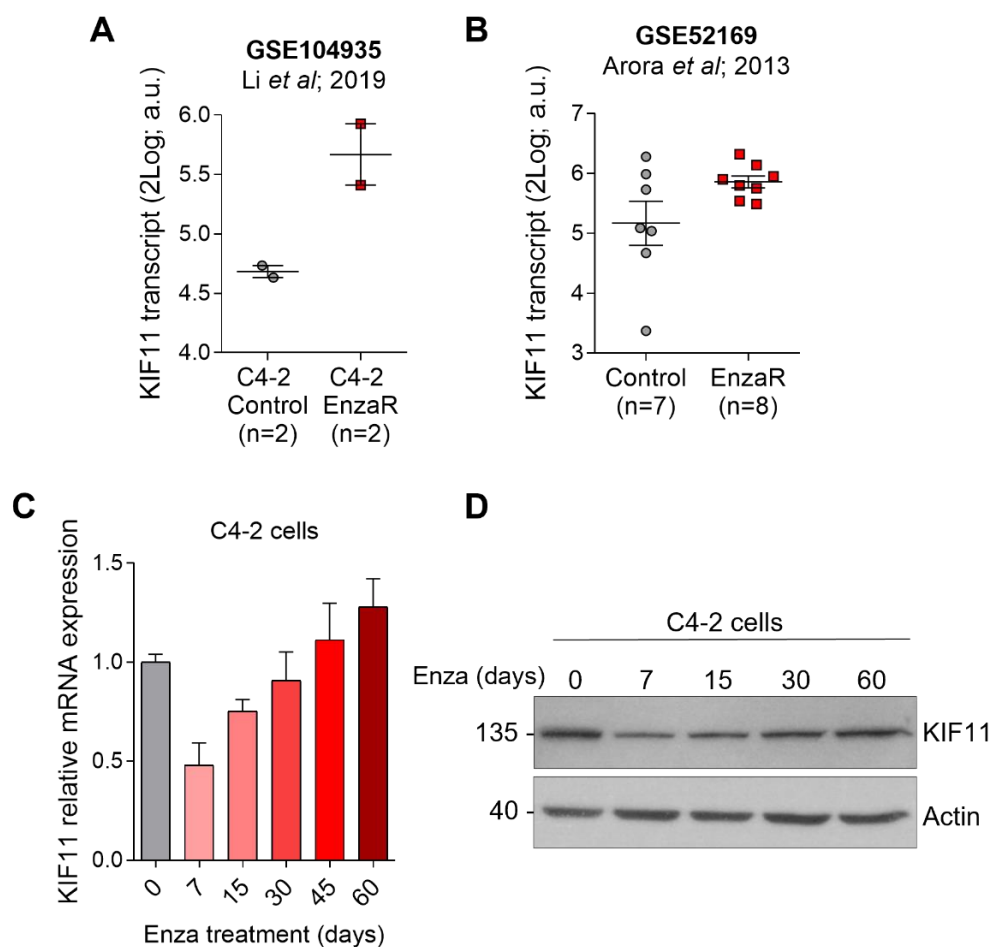 A
GSE104935
Li et al; 2019
KIF11 transcript (2Log; a.u.)
6.0
5.5
5.0
4.5
4.0
C4-2
Control
(n=2)
C4-2
EnzaR
(n=2)
B
GSE52169
Arora et al; 2013
KIF11 transcript (2Log; a.u.)
7
6
5
4
3
Control
(n=7)
EnzaR
(n=8)
C
C4-2 cells
KIF11 relative mRNA expression
1.5
1.0
0.5
0.0
0
7
15
30
45
60
Enza treatment (days)
D
C4-2 cells
Enza (days) 0 7 15 30 60
135 KIF11
40 Actin